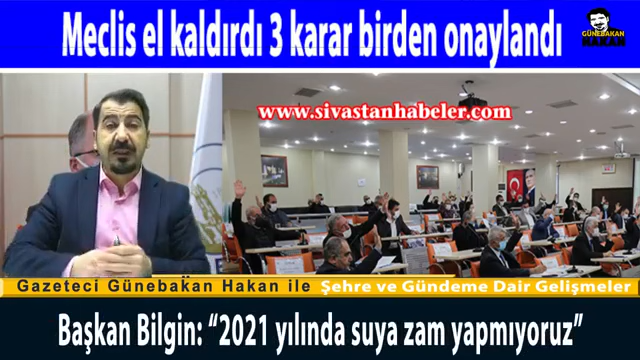 Meclis el kaldırdı 3 karar birden onaylandı
GÜNEBAKAN
HAKAN
www.sivastanhabeler.com
Gazeteci Günebakan Hakan ile Şehre ve Gündeme Dair Gelişmeler
Başkan Bilgin: “2021 yılında suya zam yapmıyoruz”